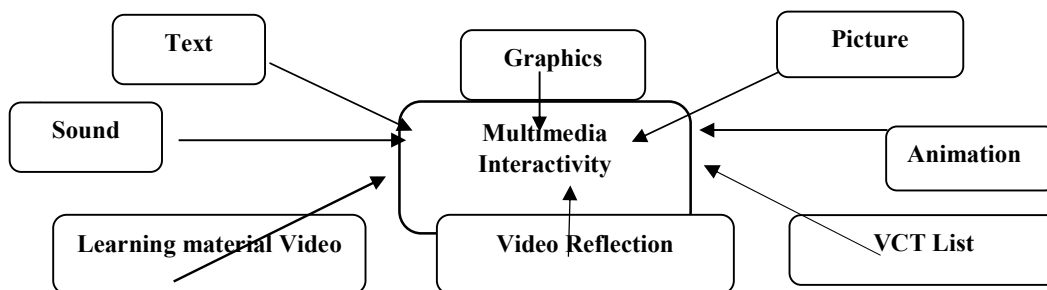 Text
Graphics
Picture
Sound
Multimedia
Interactivity
Animation
Learning material Video
Video Reflection
VCT List